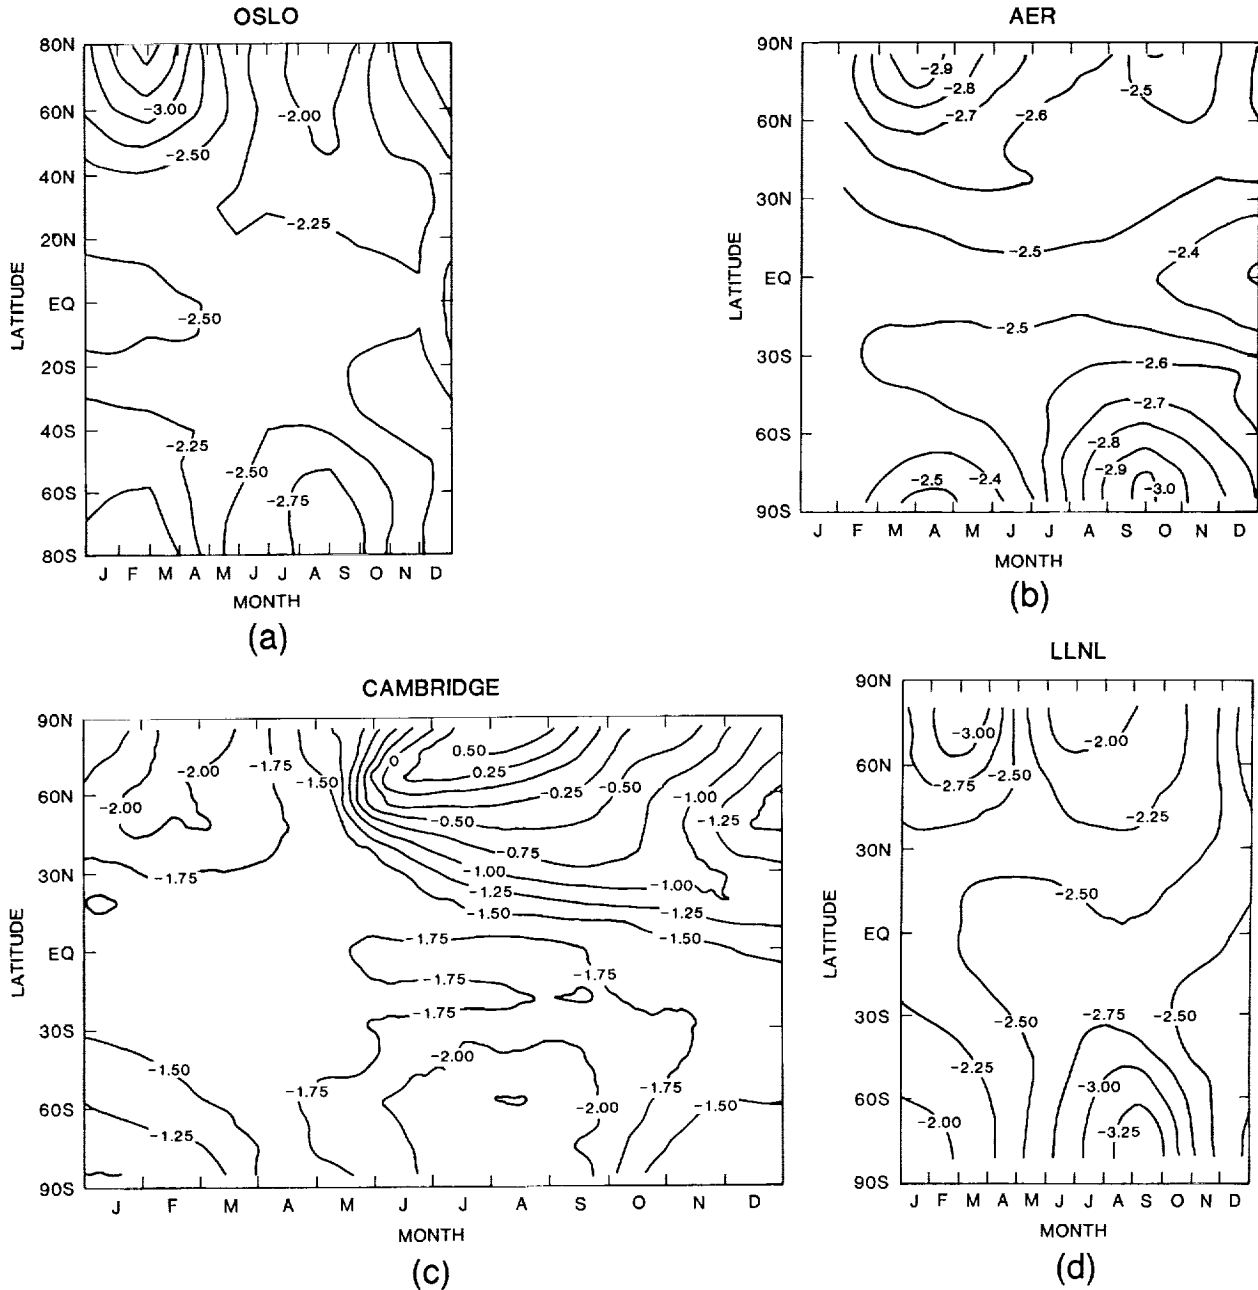 OSLO
80N
60N
40N
20N
EQ
20S
40S
60S
80S
LATITUDE
-3.00
-2.50
-2.00
-2.25
-2.50
-2.25
-2.50
-2.75
J F M A M J J A S O N D
MONTH
(a)
AER
90N
60N
30N
EQ
30S
60S
90S
LATITUDE
-2.9
-2.8
-2.7
-2.6
-2.5
-2.5
-2.4
-2.5
-2.6
-2.7
-2.8
-2.9
-3.0
-2.5
-2.4
J F M A M J J A S O N D
MONTH
(b)
CAMBRIDGE
90N
60N
30N
EQ
30S
60S
90S
LATITUDE
-2.00
-2.00
-1.75
-1.50
0
0.50
0.25
-0.25
-0.50
-0.50
-0.75
-1.00
-1.25
-1.50
-1.00
-1.25
-1.00
-1.25
-1.50
-1.75
-1.75
-1.75
-1.75
-1.75
-2.00
-1.75
-2.00
-1.75
-1.50
-1.50
-1.25
J F M A M J J A S O N D
MONTH
(c)
LLNL
90N
60N
30N
EQ
30S
60S
90S
LATITUDE
-3.00
-2.75
-2.50
-2.00
-2.25
-2.50
-2.50
-2.75
-2.50
-2.25
-2.00
-3.00
-3.25
J F M A M J J A S O N D
MONTH
(d)